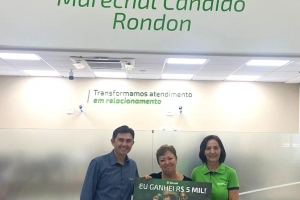 Marechal Cândido
Rondon
Transformamos atendimento
em relacionamento
EU GANHEI R$ 5 MIL!